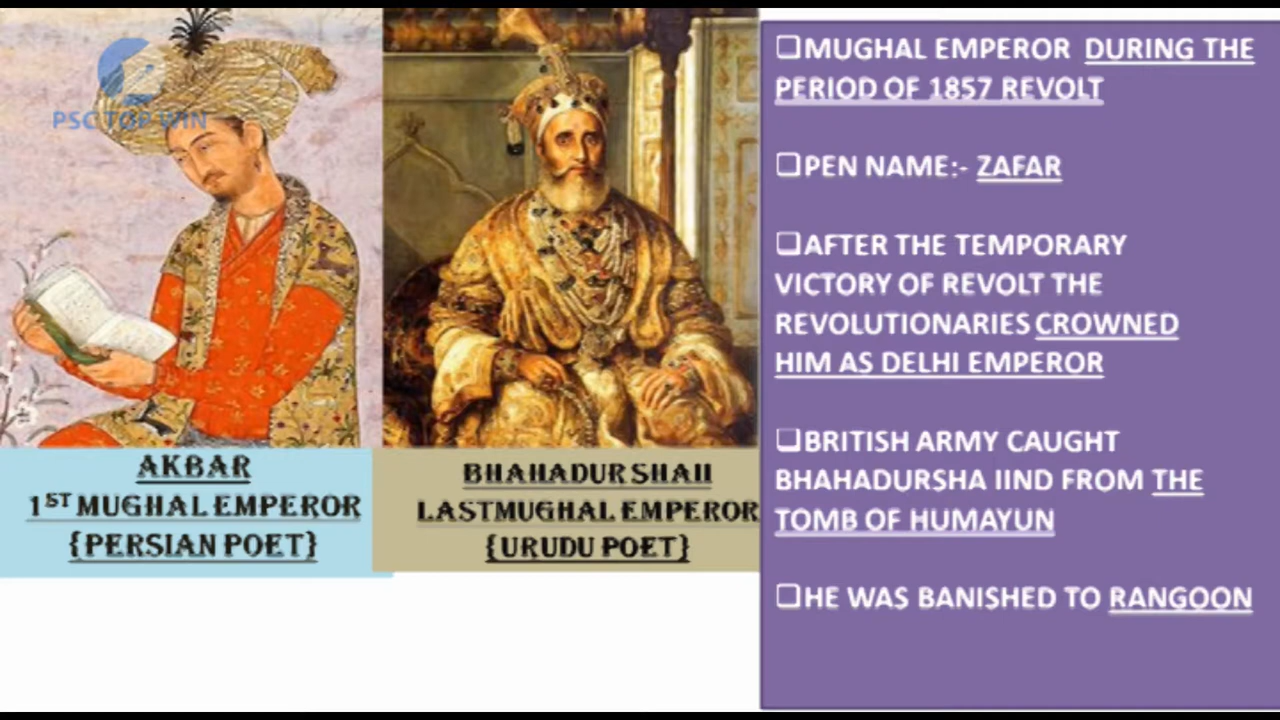 PSC TOP WIN
AKBAR
1ST MUGHAL EMPEROR
{PERSIAN POET}
BHAHADUR SHAH
LASTMUGHAL EMPEROR
{URUDU POET}
❑MUGHAL EMPEROR DURING THE
PERIOD OF 1857 REVOLT
❑PEN NAME:- ZAFAR
❑AFTER THE TEMPORARY
VICTORY OF REVOLT THE
REVOLUTIONARIES CROWNED
HIM AS DELHI EMPEROR
❑BRITISH ARMY CAUGHT
BHAHADURSHA IIND FROM THE
TOMB OF HUMAYUN
❑HE WAS BANISHED TO RANGOON